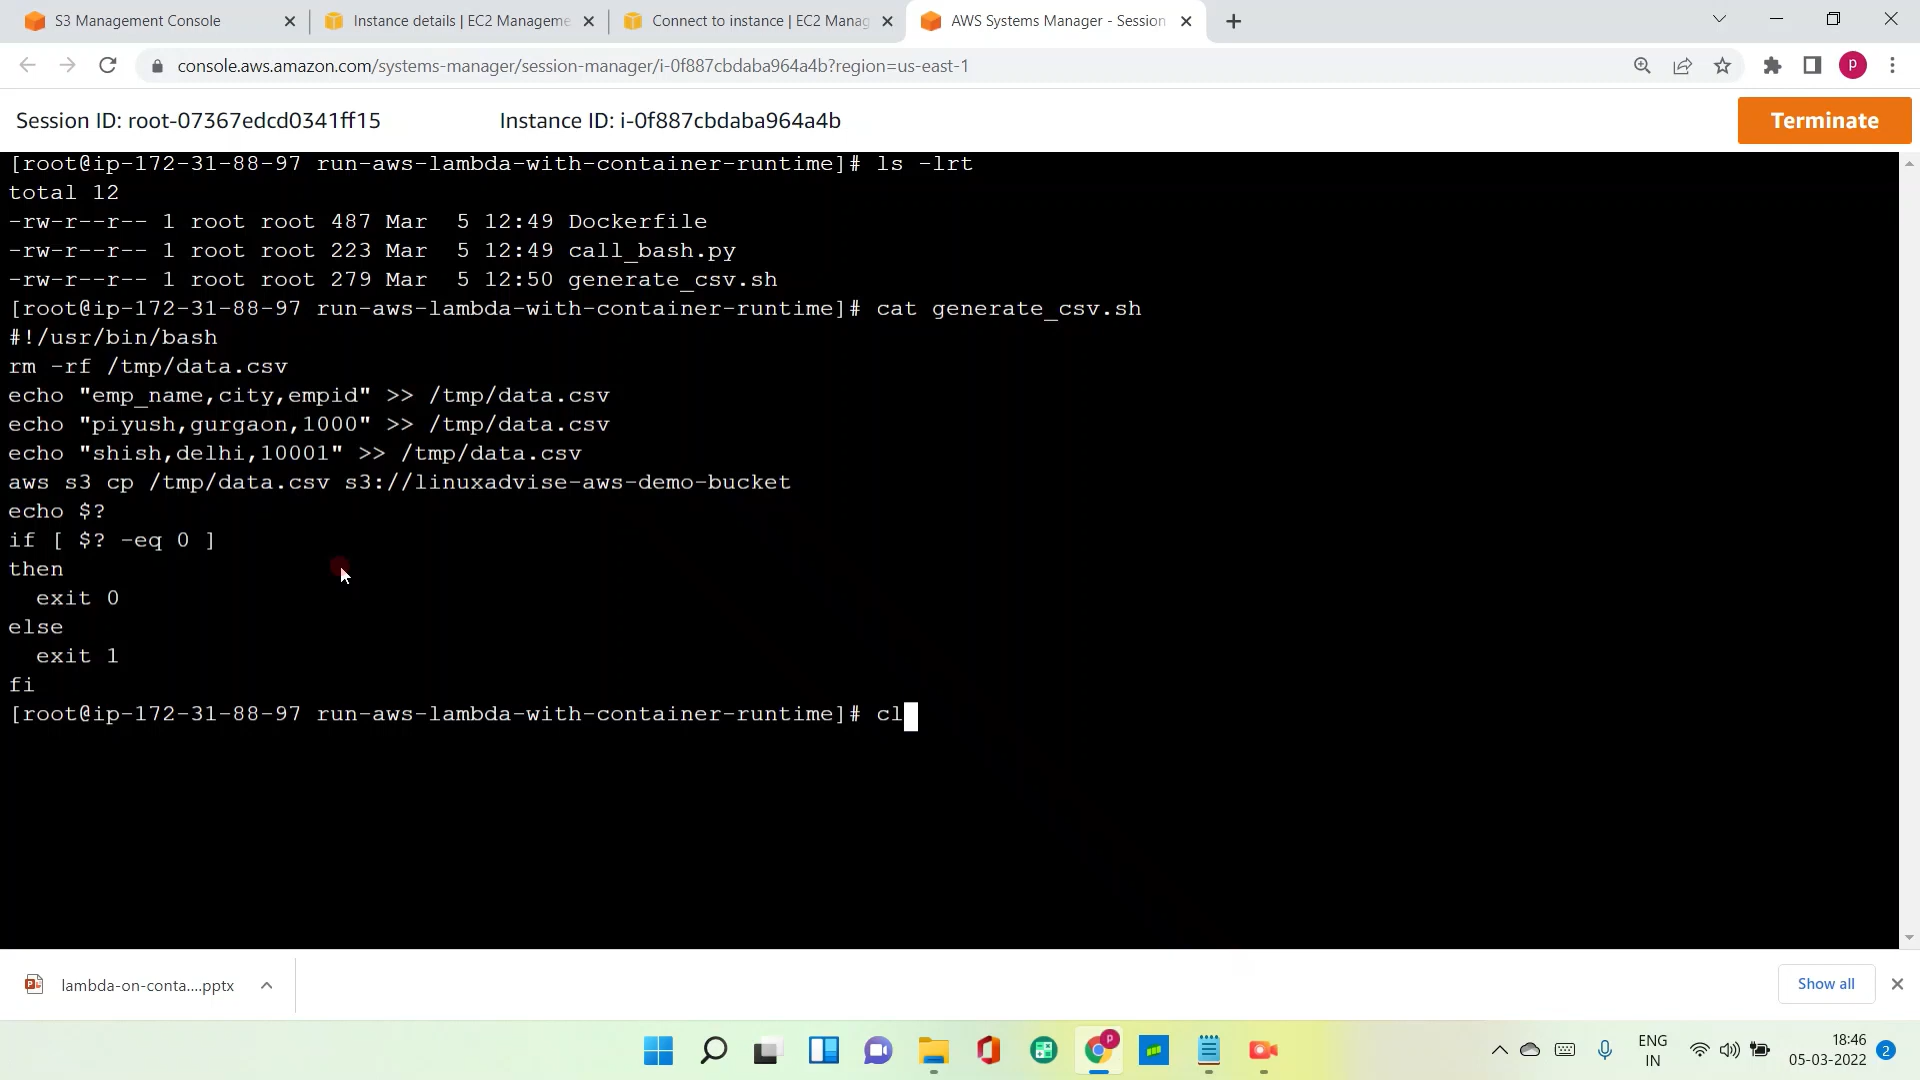 S3 Management Console
Instance details | EC2 Manageme
Connect to instance | EC2 Manag
AWS Systems Manager - Session
console.aws.amazon.com/systems-manager/session-manager/i-0f887cbdaba964a4b?region=us-east-1
P
Session ID: root-07367edcd0341ff15
Instance ID: i-0f887cbdaba964a4b
Terminate
[root@ip-172-31-88-97 run-aws-lambda-with-container-runtime]# ls -lrt
total 12
-rw-r--r-- 1 root root 487 Mar  5 12:49 Dockerfile
-rw-r--r-- 1 root root 223 Mar  5 12:49 call_bash.py
-rw-r--r-- 1 root root 279 Mar  5 12:50 generate_csv.sh
[root@ip-172-31-88-97 run-aws-lambda-with-container-runtime]# cat generate_csv.sh
#!/usr/bin/bash
rm -rf /tmp/data.csv
echo "emp_name,city,empid" >> /tmp/data.csv
echo "piyush,gurgaon,1000" >> /tmp/data.csv
echo "shish,delhi,10001" >> /tmp/data.csv
aws s3 cp /tmp/data.csv s3://linuxadvise-aws-demo-bucket
echo $?
if [ $? -eq 0 ]
then
  exit 0
else
  exit 1
fi
[root@ip-172-31-88-97 run-aws-lambda-with-container-runtime]# cl
lambda-on-conta....pptx
Show all
P
ENG
IN
18:46
05-03-2022
2